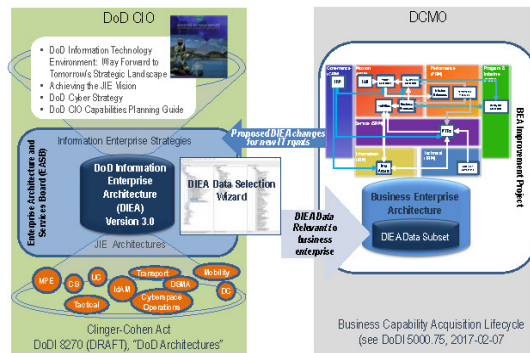 DoD CIO
• DoD Information Technology
Environment: Way Forward to
Tomorrow's Strategic Landscape
• Achieving the JIE Vision
• DoD Cyber Strategy
• DoD CIO Capabilities Planning Guide
Enterprise Architecture and
Services Board (EASB)
Information Enterprise Strategies
DoD Information
Enterprise
Architecture
(DIEA)
Version 3.0
JIE Architectures
DIEA Data Selection
Wizard
MPE
CS
UC
Transport
Mobility
IdAM
DSMA
DC
Tactical
Cyberspace
Operations
Clinger-Cohen Act
DoDI 8270 (DRAFT), "DoD Architectures"
Proposed DIEA changes
for new IT rqmts
DIEA Data
Relevant to
business
enterprise
DCMO
BEA Improvement Project
Business Enterprise
Architecture
DIEA Data Subset
Business Capability Acquisition Lifecycle
(see DoDI 5000.75, 2017-02-07